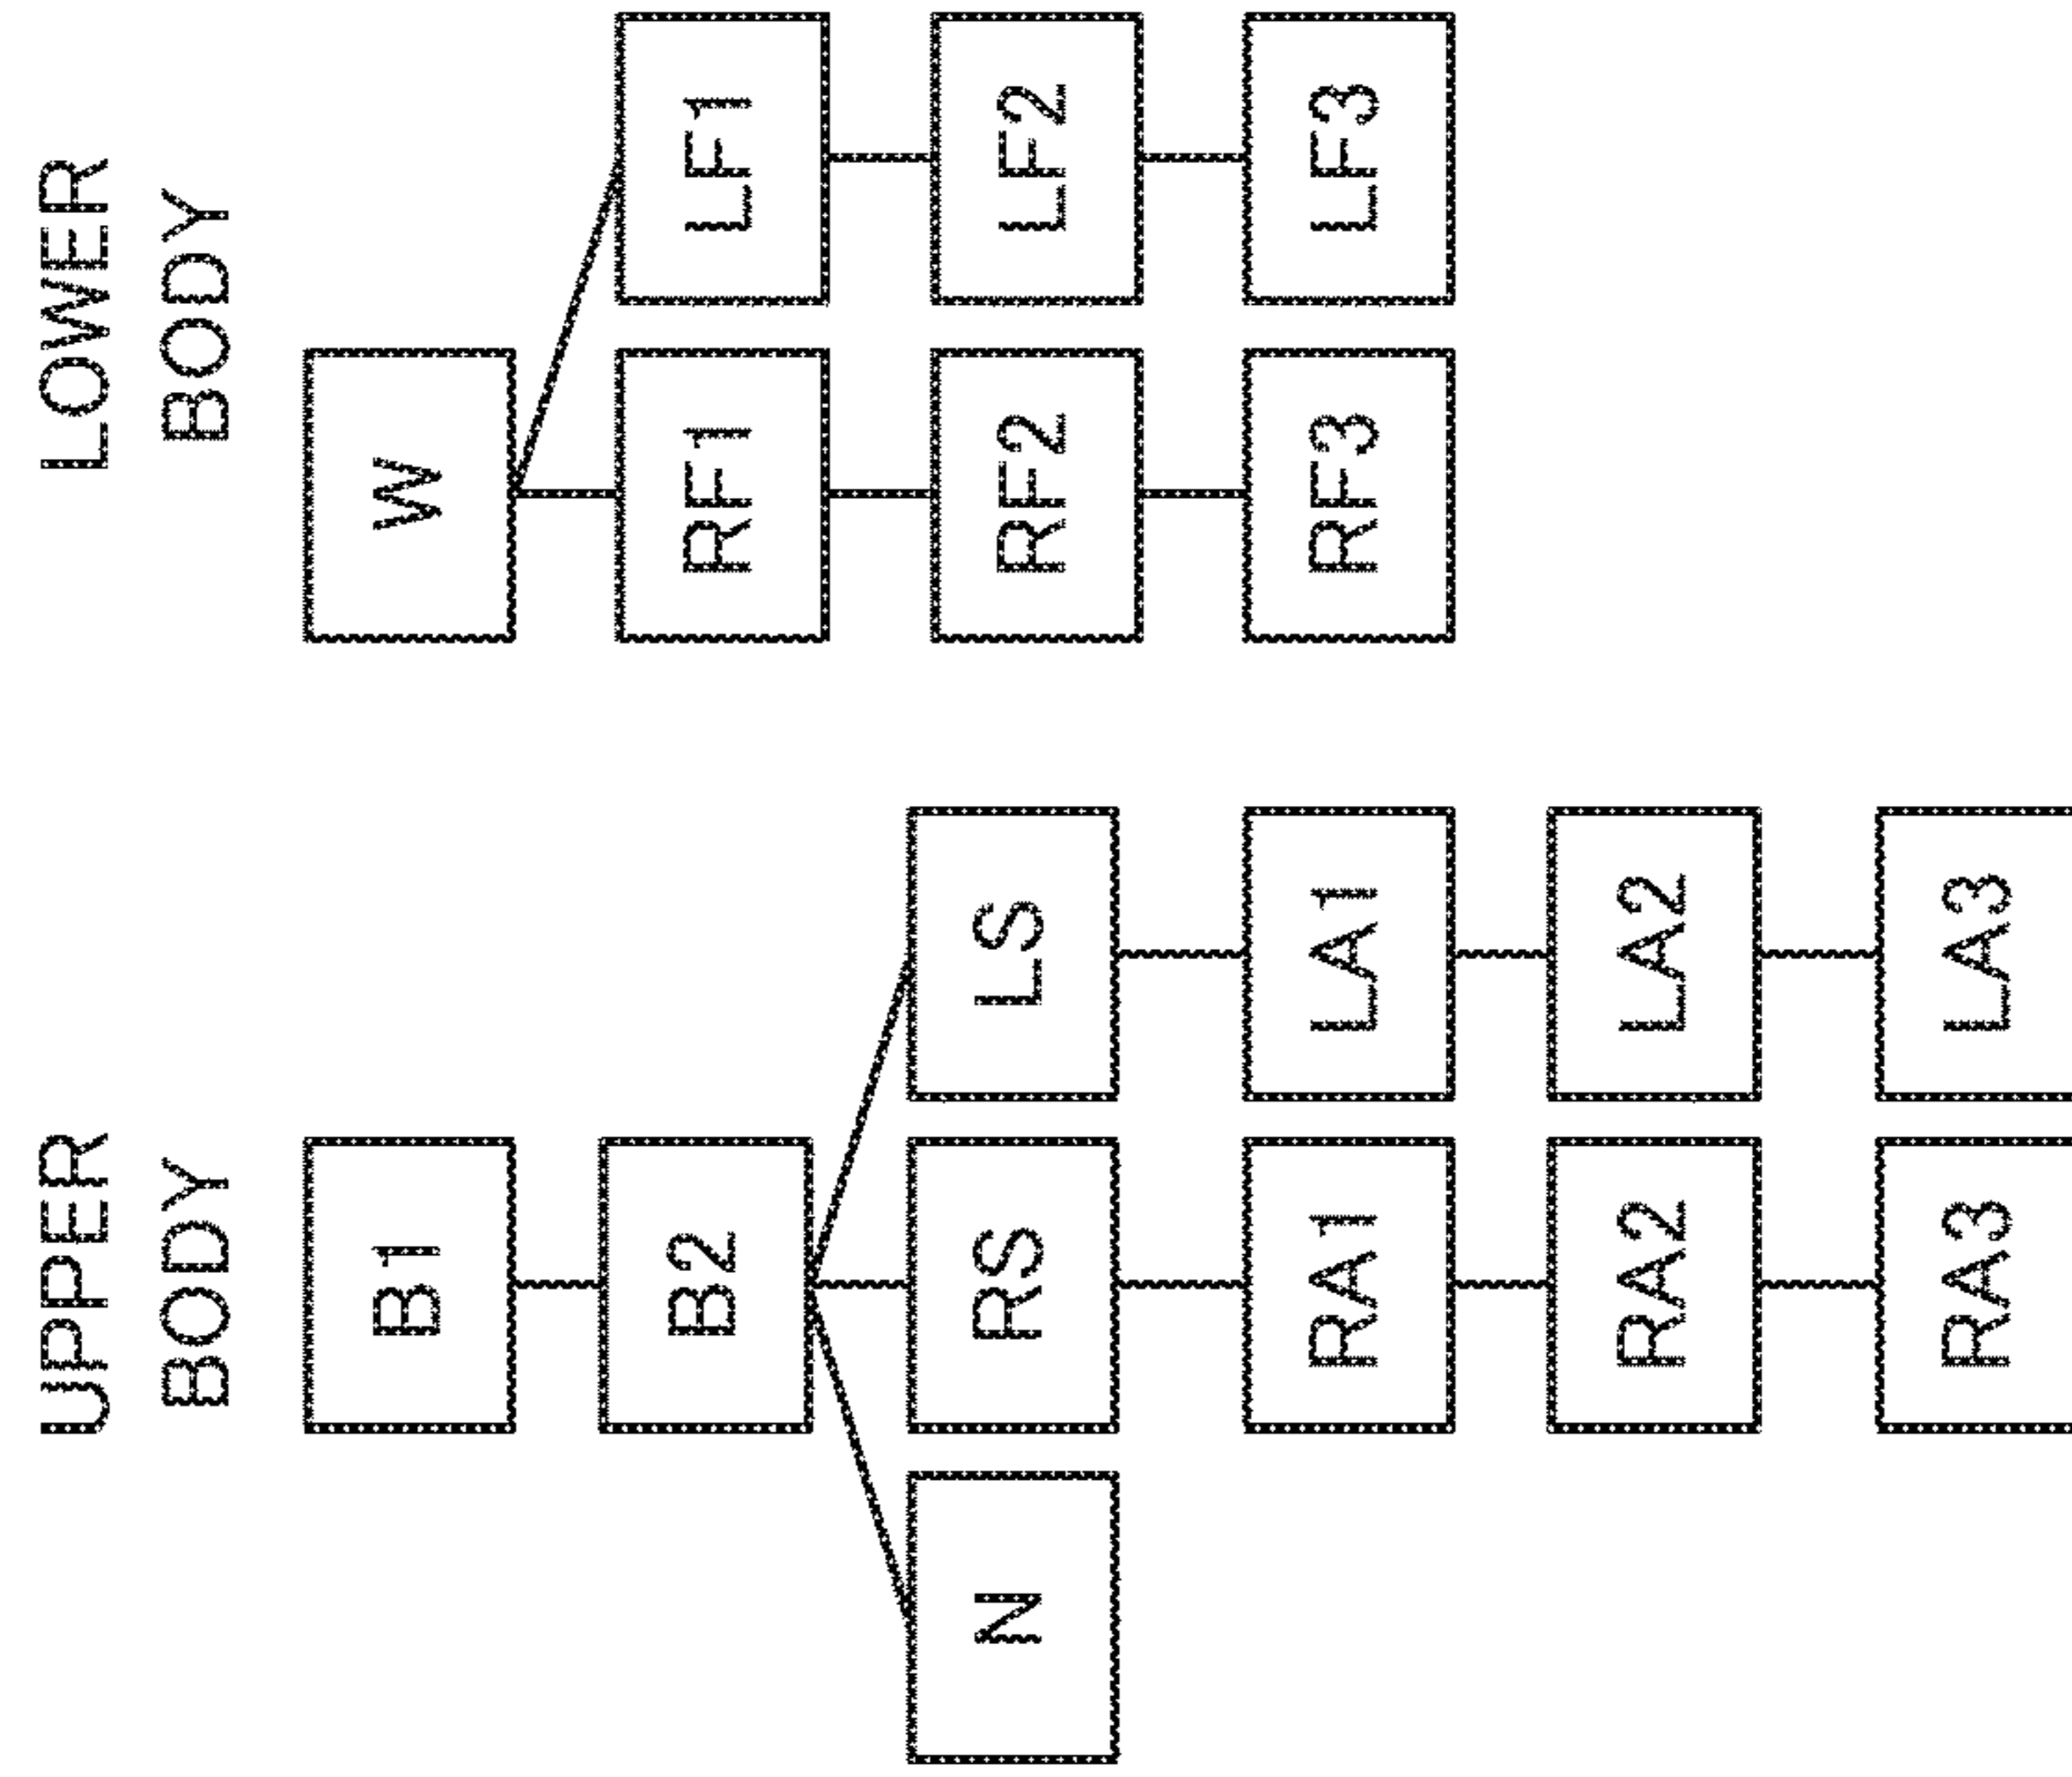 UPPER
BODY
B1
B2
N
RS
LS
RA1
LA1
RA2
LA2
RA3
LA3
LOWER
BODY
W
RF1
LF1
RF2
LF2
RF3
LF3